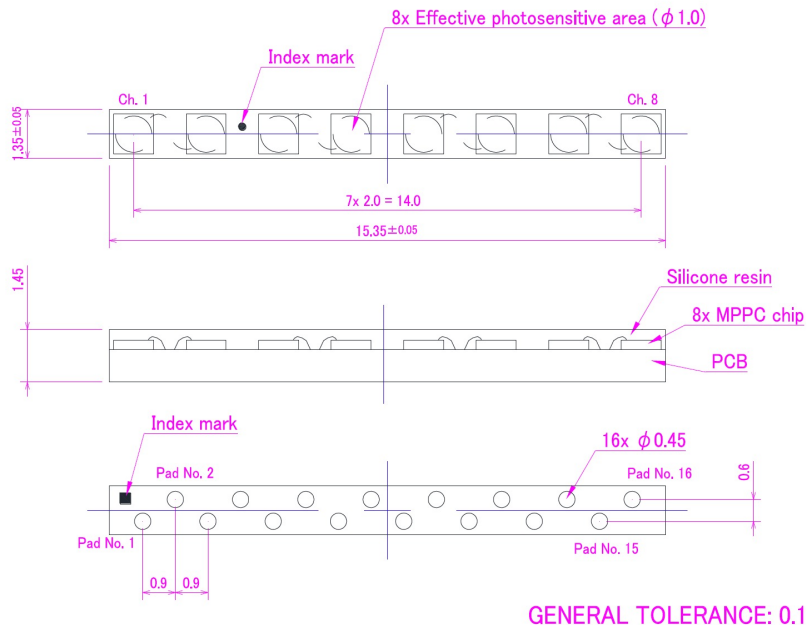 8x Effective photosensitive area (ϕ1.0)
Index mark
Ch. 1
Ch. 8
1.35±0.05
7x 2.0 = 14.0
15.35±0.05
1.45
Silicone resin
8x MPPC chip
PCB
Index mark
16x ϕ0.45
Pad No. 2
Pad No. 16
0.6
Pad No. 1
Pad No. 15
0.9
0.9
GENERAL TOLERANCE: 0.1